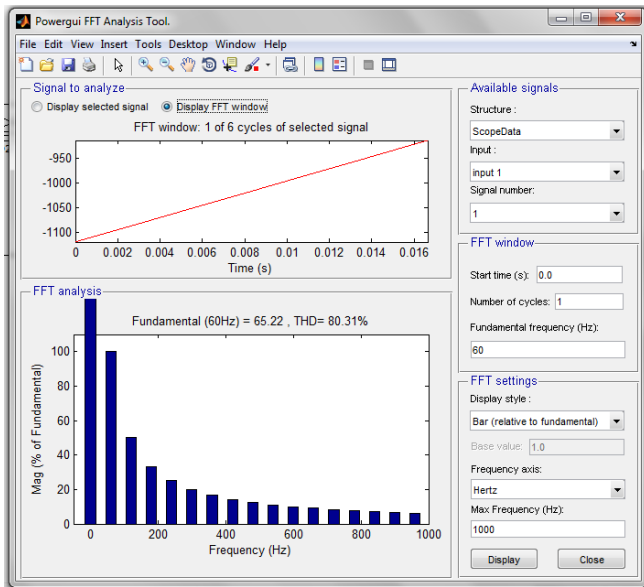 Powergui FFT Analysis Tool.
File Edit View Insert Tools Desktop Window Help
Signal to analyze
Display selected signal
Display FFT window
FFT window: 1 of 6 cycles of selected signal
-950
-1000
-1050
-1100
0 0.002 0.004 0.006 0.008 0.01 0.012 0.014 0.016
Time (s)
FFT analysis
Fundamental (60Hz) = 65.22 , THD= 80.31%
100
80
60
40
20
0
Mag (% of Fundamental)
0 200 400 600 800 1000
Frequency (Hz)
Available signals
Structure :
ScopeData
Input :
input 1
Signal number:
1
FFT window
Start time (s): 0.0
Number of cycles: 1
Fundamental frequency (Hz):
60
FFT settings
Display style :
Bar (relative to fundamental)
Base value: 1.0
Frequency axis:
Hertz
Max Frequency (Hz):
1000
Display
Close